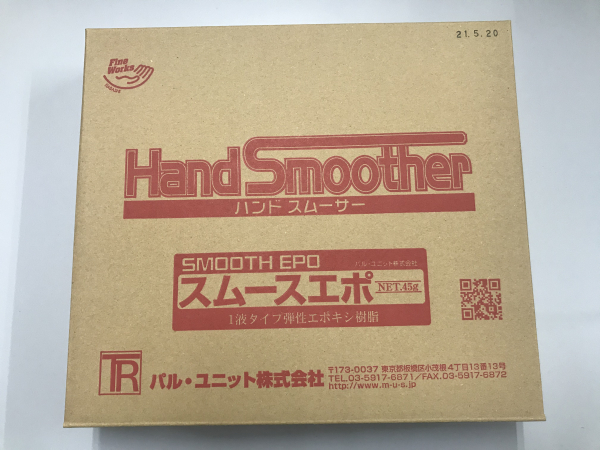 21.5.20
Fine
Works
Hand Smoother
ハンド スムーサー
SMOOTH EPO
パル・ユニット株式会社
スムースエポ
NET.45g
1液タイプ弾性エポキシ樹脂
TR
パル・ユニット株式会社
〒173-0037 東京都板橋区小茂根4丁目13番13号
TEL.03-5917-6871/FAX.03-5917-6872
http://www.m-u-s.jp